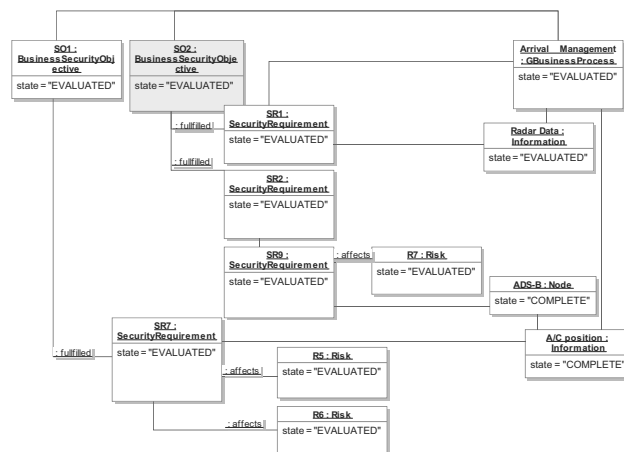 SO1 :
BusinessSecurityObj
ective
state = "EVALUATED"
SO2 :
BusinessSecurityObje
ctive
state = "EVALUATED"
Arrival Management
: GBusinessProcess
state = "EVALUATED"
: fullfilled
SR1 :
SecurityRequirement
state = "EVALUATED"
Radar Data :
Information
state = "EVALUATED"
: fullfilled
SR2 :
SecurityRequirement
state = "EVALUATED"
SR9 :
SecurityRequirement
state = "EVALUATED"
: affects
R7 : Risk
state = "EVALUATED"
ADS-B : Node
state = "COMPLETE"
SR7 :
SecurityRequirement
state = "EVALUATED"
: fullfilled
A/C position :
Information
state = "COMPLETE"
: affects
R5 : Risk
state = "EVALUATED"
: affects
R6 : Risk
state = "EVALUATED"